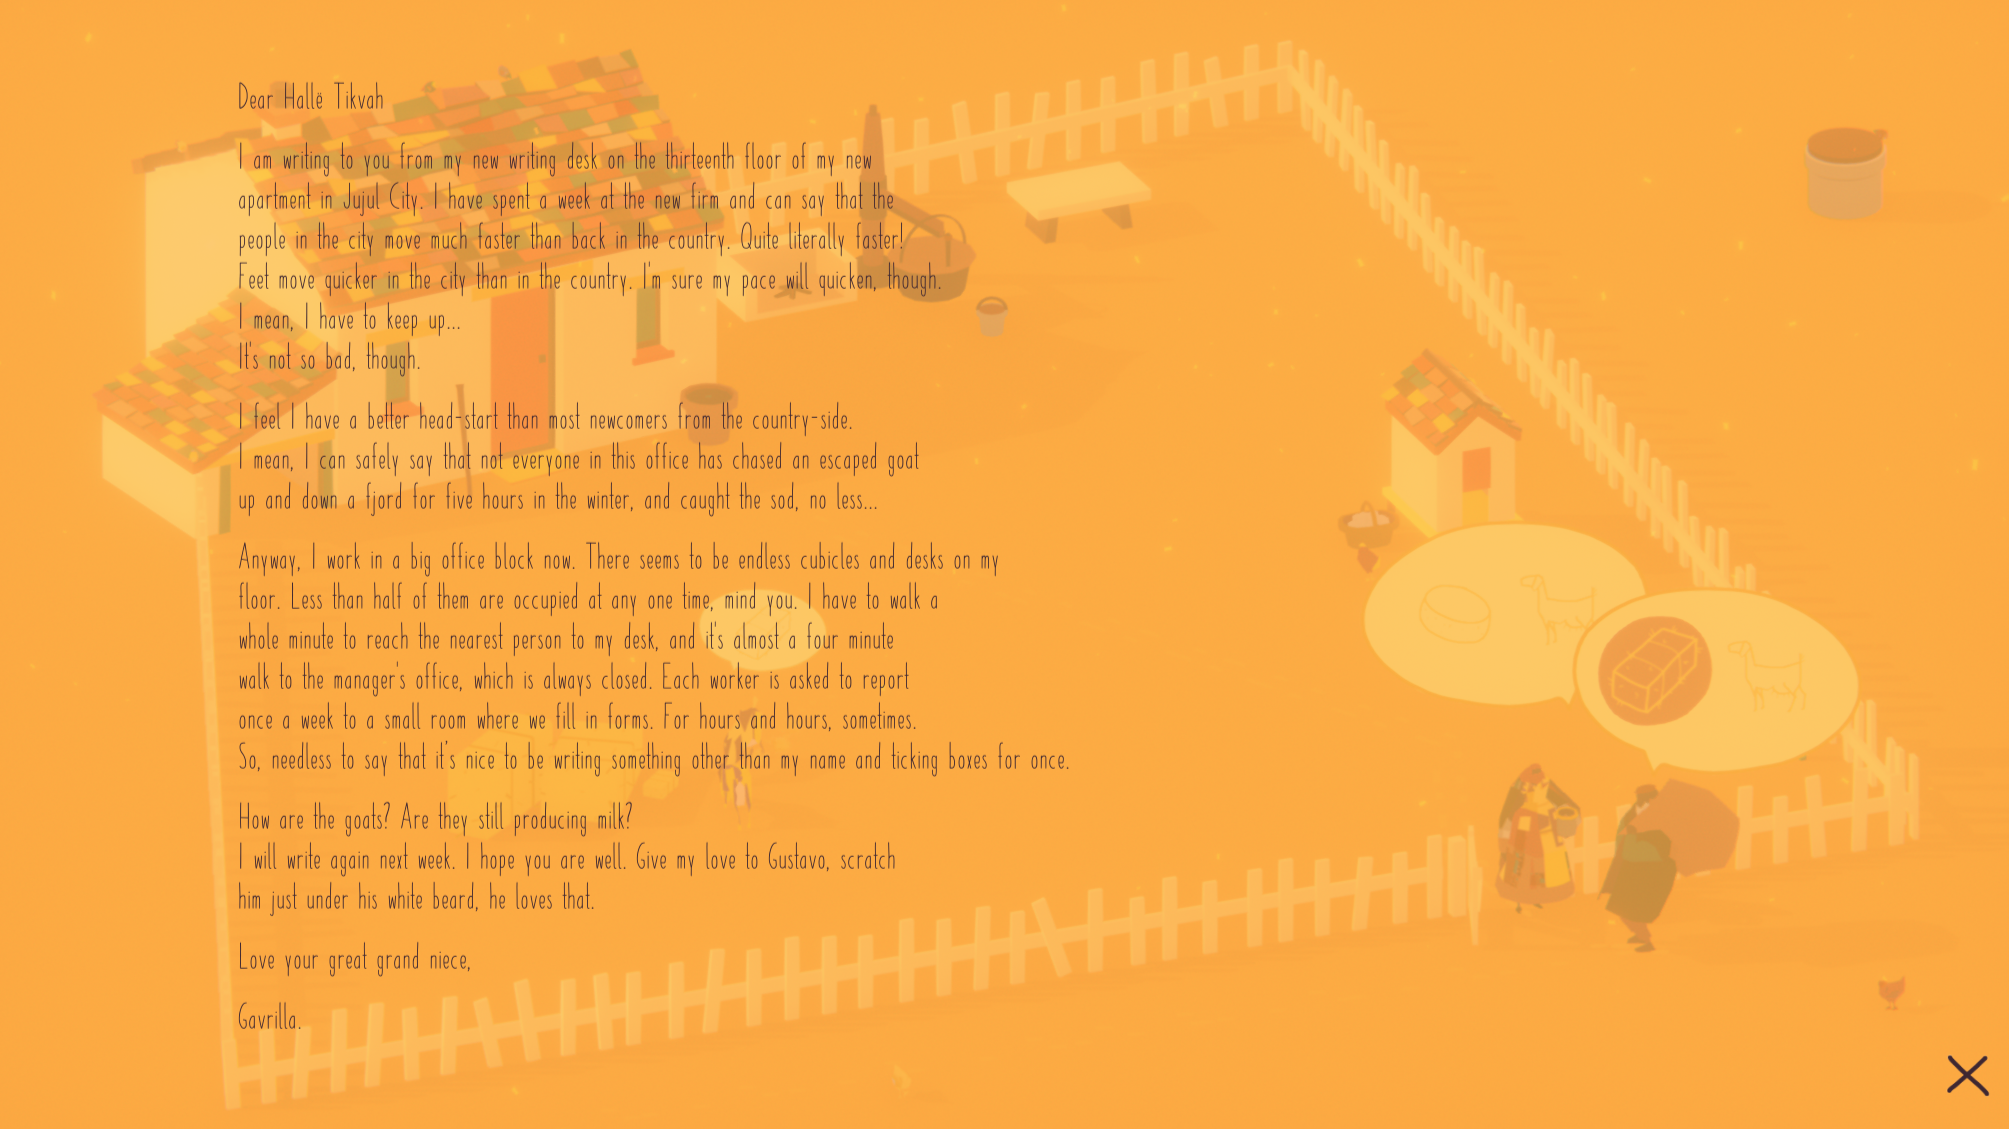 Dear Hallë Tikvah
I am writing to you from my new writing desk on the thirteenth floor of my new
apartment in Jujul City. I have spent a week at the new firm and can say that the
people in the city move much faster than back in the country. Quite literally faster!
Feet move quicker in the city than in the country. I'm sure my pace will quicken, though.
I mean, I have to keep up...
It's not so bad, though.
I feel I have a better head-start than most newcomers from the country-side.
I mean, I can safely say that not everyone in this office has chased an escaped goat
up and down a fjord for five hours in the winter, and caught the sod, no less...
Anyway, I work in a big office block now. There seems to be endless cubicles and desks on my
floor. Less than half of them are occupied at any one time, mind you. I have to walk a
whole minute to reach the nearest person to my desk, and it's almost a four minute
walk to the manager's office, which is always closed. Each worker is asked to report
once a week to a small room where we fill in forms. For hours and hours, sometimes.
So, needless to say that it's nice to be writing something other than my name and ticking boxes for once.
How are the goats? Are they still producing milk?
I will write again next week. I hope you are well. Give my love to Gustavo, scratch
him just under his white beard, he loves that.
Love your great grand niece,
Gavrilla.